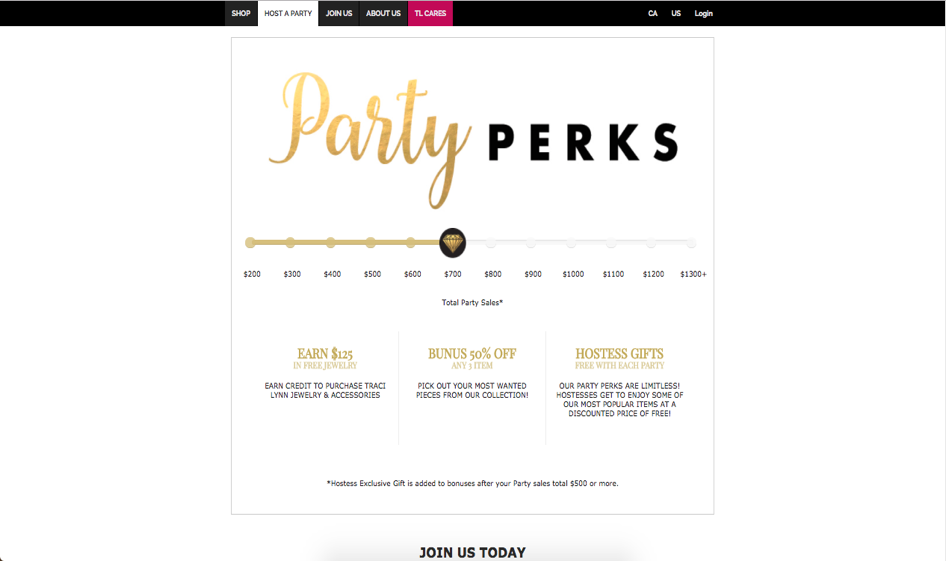 SHOP HOST A PARTY JOIN US ABOUT US TL CARES CA US Login
Party PERKS
$200 $300 $400 $500 $600 $700 $800 $900 $1000 $1100 $1200 $1300+
Total Party Sales*
EARN $125
IN FREE JEWELRY
EARN CREDIT TO PURCHASE TRACI
LYNN JEWELRY & ACCESSORIES
BUNUS 50% OFF
ANY 3 ITEM
PICK OUT YOUR MOST WANTED
PIECES FROM OUR COLLECTION!
HOSTESS GIFTS
FREE WITH EACH PARTY
OUR PARTY PERKS ARE LIMITLESS!
HOSTESSES GET TO ENJOY SOME OF
OUR MOST POPULAR ITEMS AT A
DISCOUNTED PRICE OF FREE!
*Hostess Exclusive Gift is added to bonuses after your Party sales total $500 or more.
JOIN US TODAY